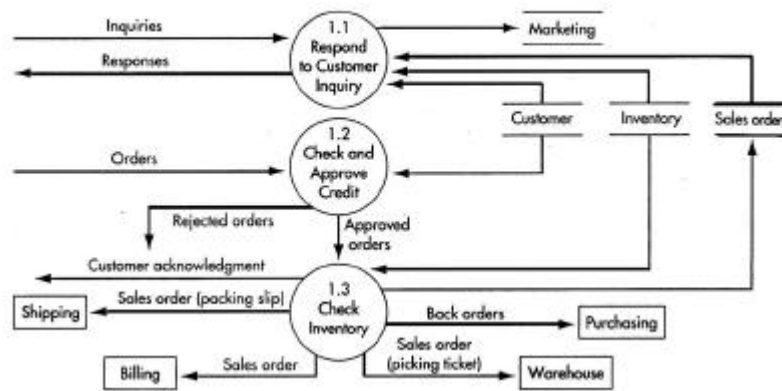 Inquiries
1.1
Respond
to Customer
Inquiry
Marketing
Responses
Customer
Inventory
Sales order
1.2
Check and
Approve
Credit
Orders
Rejected orders
Approved
orders
Customer acknowledgment
1.3
Check
Inventory
Shipping
Sales order (packing slip)
Back orders
Purchasing
Billing
Sales order
Sales order
(picking ticket)
Warehouse